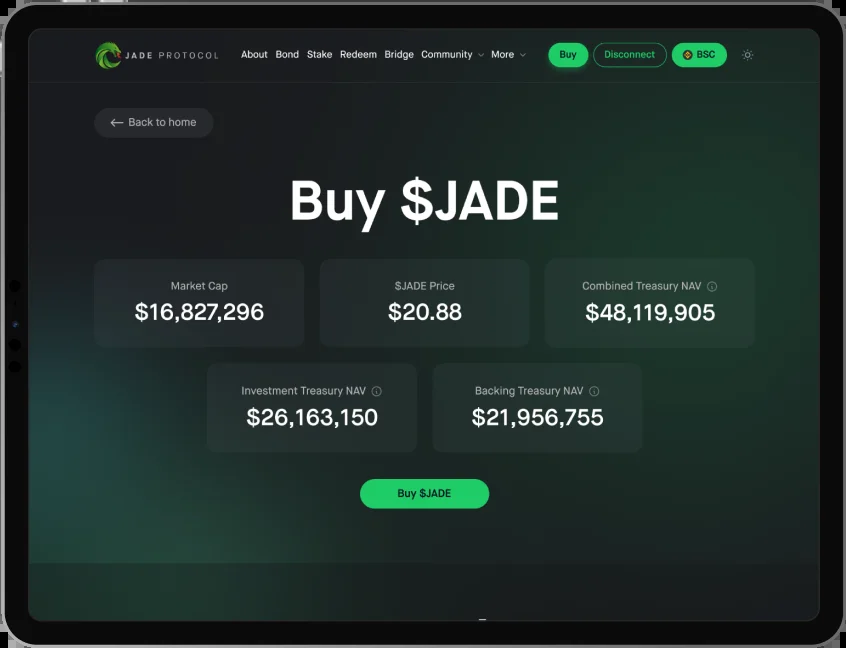 JADE PROTOCOL About Bond Stake Redeem Bridge Community More Buy Disconnect BSC
Back to home
Buy $JADE
Market Cap $JADE Price Combined Treasury NAV
$16,827,296 $20.88 $48,119,905
Investment Treasury NAV Backing Treasury NAV
$26,163,150 $21,956,755
Buy $JADE